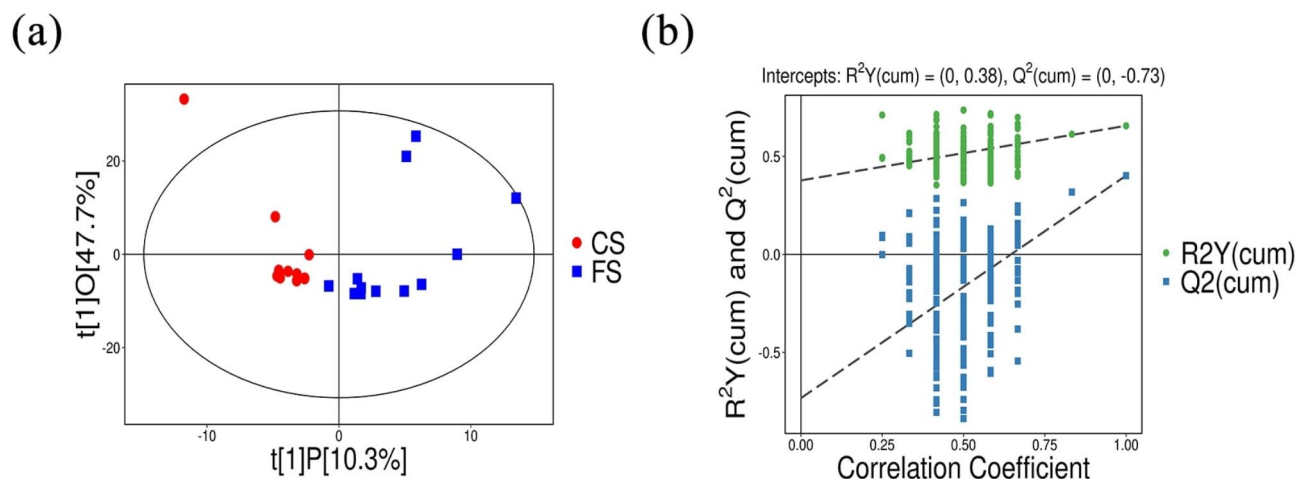 (a)
(b)
Intercepts: R²Y(cum) = (0, 0.38), Q²(cum) = (0, -0.73)
t[1]O[47.7%]
20
0
-20
-10
0
10
t[1]P[10.3%]
CS
FS
R²Y(cum) and Q²(cum)
0.5
0.0
-0.5
0.00
0.25
0.50
0.75
1.00
Correlation Coefficient
R2Y(cum)
Q2(cum)